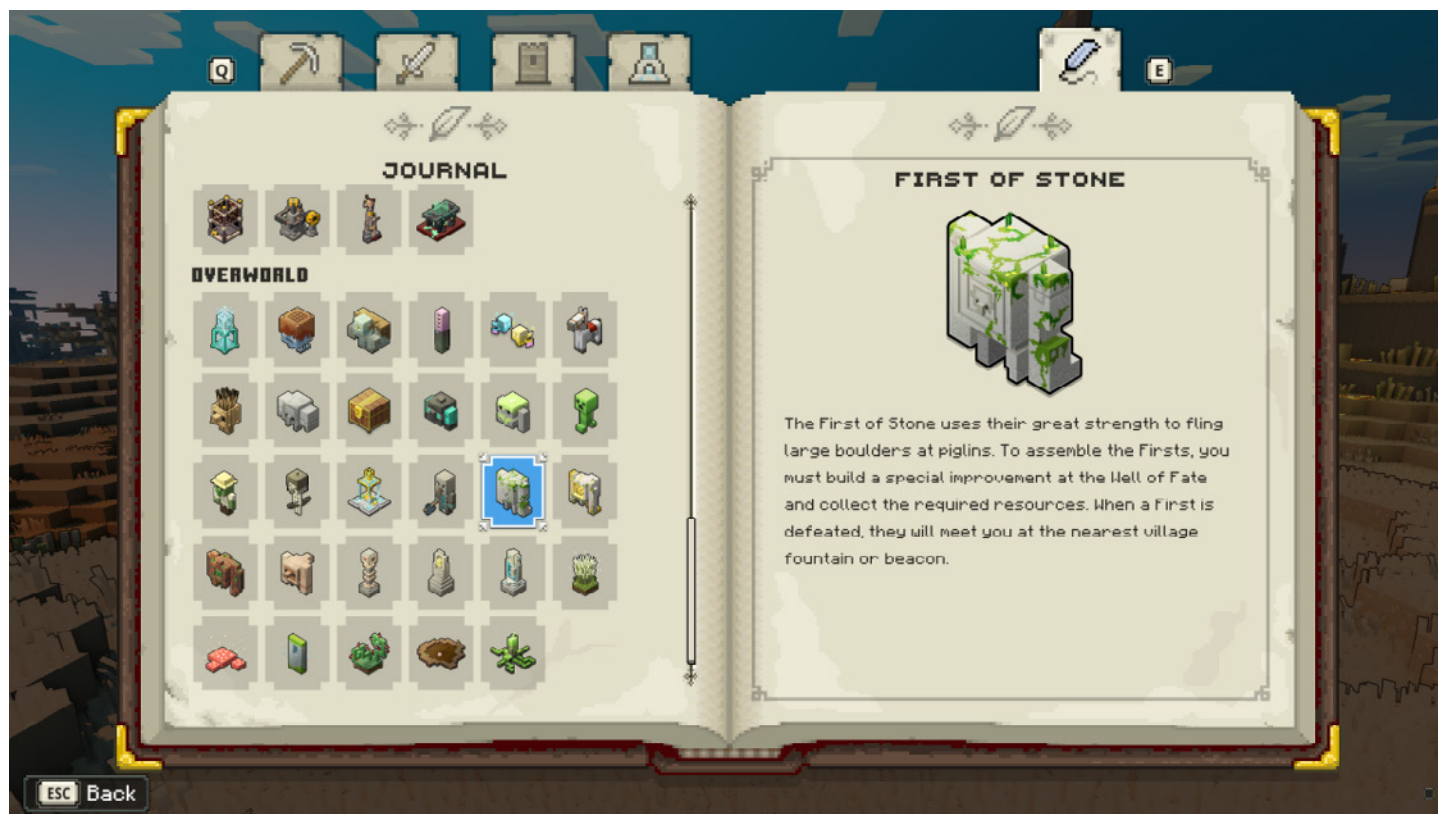 Q
E
JOURNAL
OVERWORLD
FIRST OF STONE
The First of Stone uses their great strength to fling
large boulders at piglins. To assemble the Firsts, you
must build a special improvement at the Well of Fate
and collect the required resources. When a First is
defeated, they will meet you at the nearest village
fountain or beacon.
ESC Back